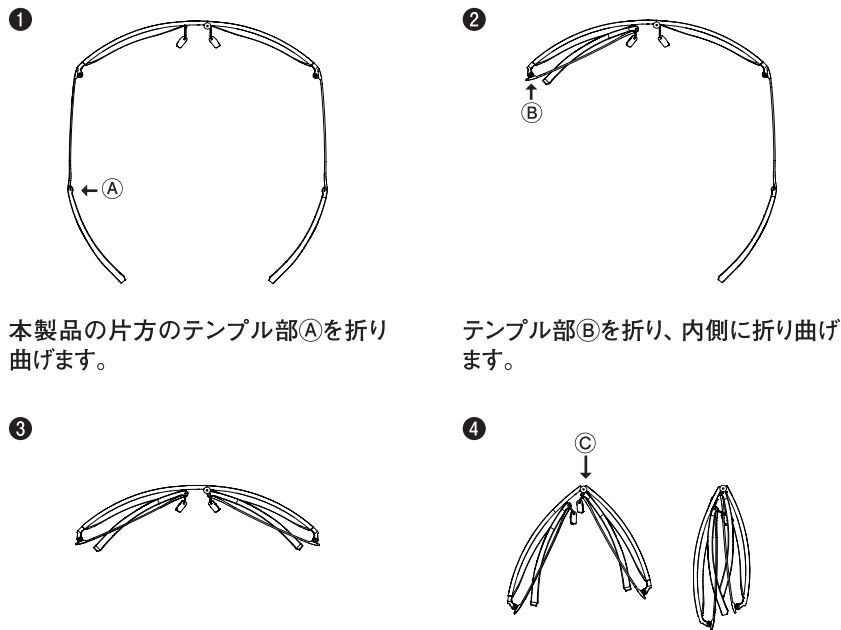 ❶
Ⓐ
本製品の片方のテンプル部Ⓐを折り
曲げます。
❷
Ⓑ
テンプル部Ⓑを折り、内側に折り曲げ
ます。
❸
❹
Ⓒ